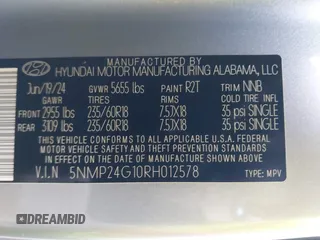 MANUFACTURED BY
HYUNDAI MOTOR MANUFACTURING ALABAMA, LLC
Jun/19/24 GVWR 5655 lbs PAINT R2T TRIM NNB
GAWR TIRES RIMS COLD TIRE
FRONT 2955 lbs 235/60R18 7.5JX18 35 psi SINGLE
REAR 3109 lbs 235/60R18 7.5JX18 35 psi SINGLE
THIS VEHICLE CONFORMS TO ALL APPLICABLE U.S.A. FEDERAL
MOTOR VEHICLE SAFETY AND THEFT PREVENTION STANDARDS
IN EFFECT ON THE DATE OF MANUFACTURE SHOWN ABOVE.
V.I.N 5NMP24G10RH012578 TYPE: MPV
DREAMBID